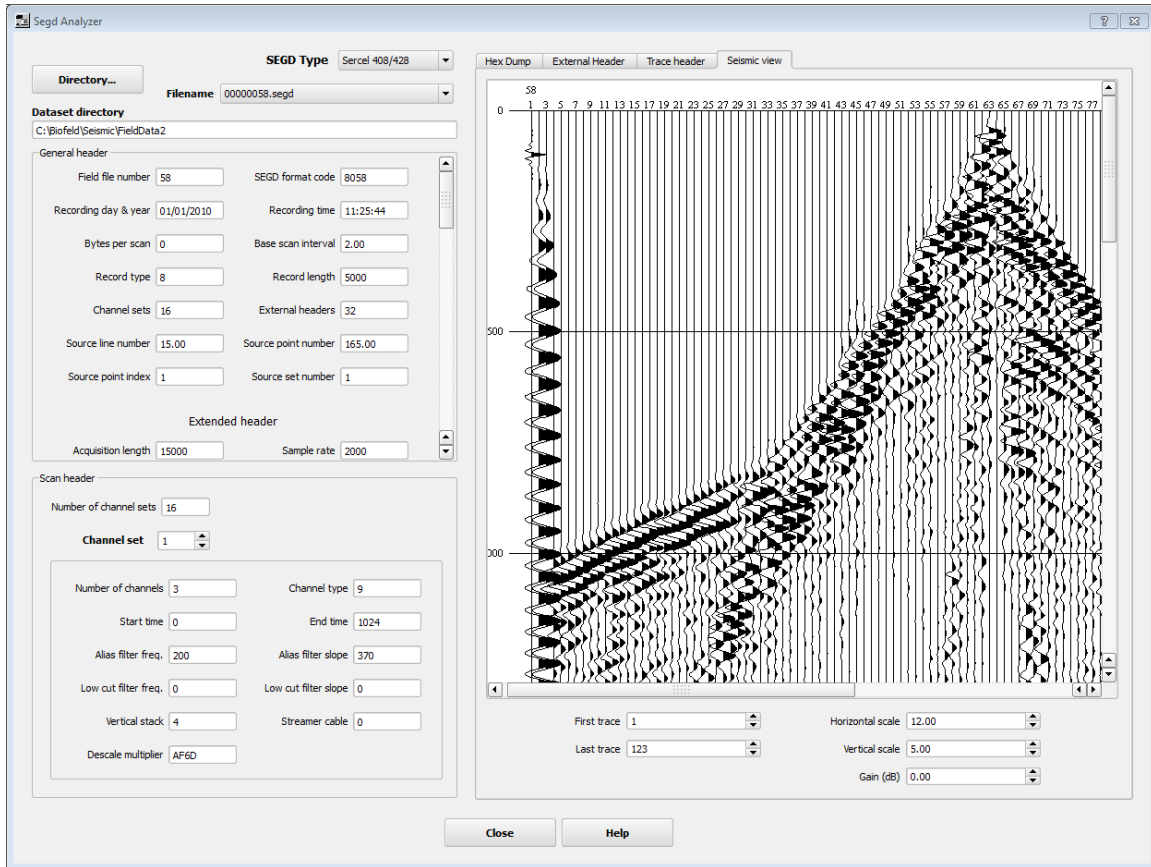 Segd Analyzer
SEGD Type Sercel 408/428
Directory...
Filename 00000058.segd
Dataset directory
C:\Biofeld\Seismic\FieldData2
General header
Field file number 58 SEGD format code 8058
Recording day & year 01/01/2010 Recording time 11:25:44
Bytes per scan 0 Base scan interval 2.00
Record type 8 Record length 5000
Channel sets 16 External headers 32
Source line number 15.00 Source point number 165.00
Source point index 1 Source set number 1
Extended header
Acquisition length 15000 Sample rate 2000
Scan header
Number of channel sets 16
Channel set 1
Number of channels 3 Channel type 9
Start time 0 End time 1024
Alias filter freq. 200 Alias filter slope 370
Low cut filter freq. 0 Low cut filter slope 0
Vertical stack 4 Streamer cable 0
Descale multiplier AF6D
Hex Dump External Header Trace header Seismic view
58
1 3 5 7 9 11 13 15 17 19 21 23 25 27 29 31 33 35 37 39 41 43 45 47 49 51 53 55 57 59 61 63 65 67 69 71 73 75 77
0
500
000
First trace 1 Horizontal scale 12.00
Last trace 123 Vertical scale 5.00
Gain (dB) 0.00
Close Help